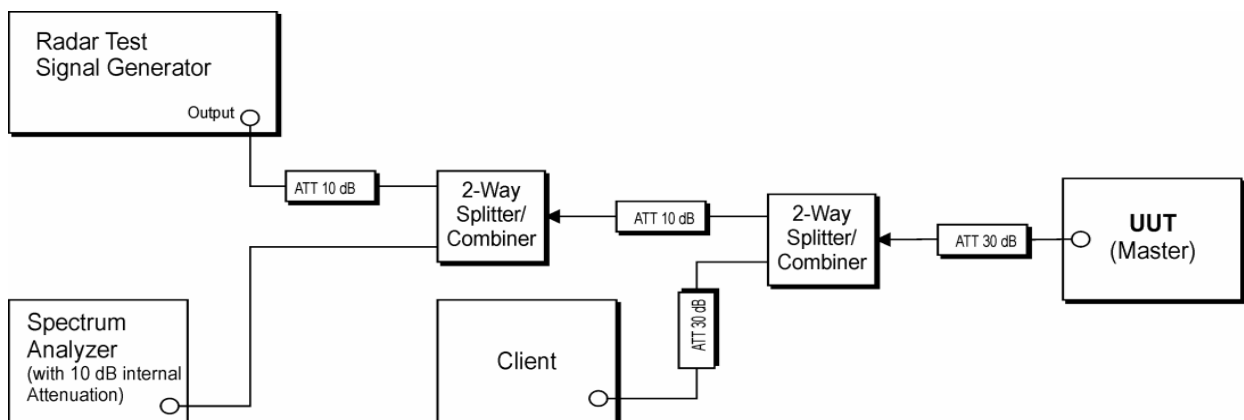 Radar Test
Signal Generator
Output
ATT 10 dB
2-Way
Splitter/
Combiner
ATT 10 dB
2-Way
Splitter/
Combiner
ATT 30 dB
UUT
(Master)
Spectrum
Analyzer
(with 10 dB internal
Attenuation)
Client
ATT 30 dB